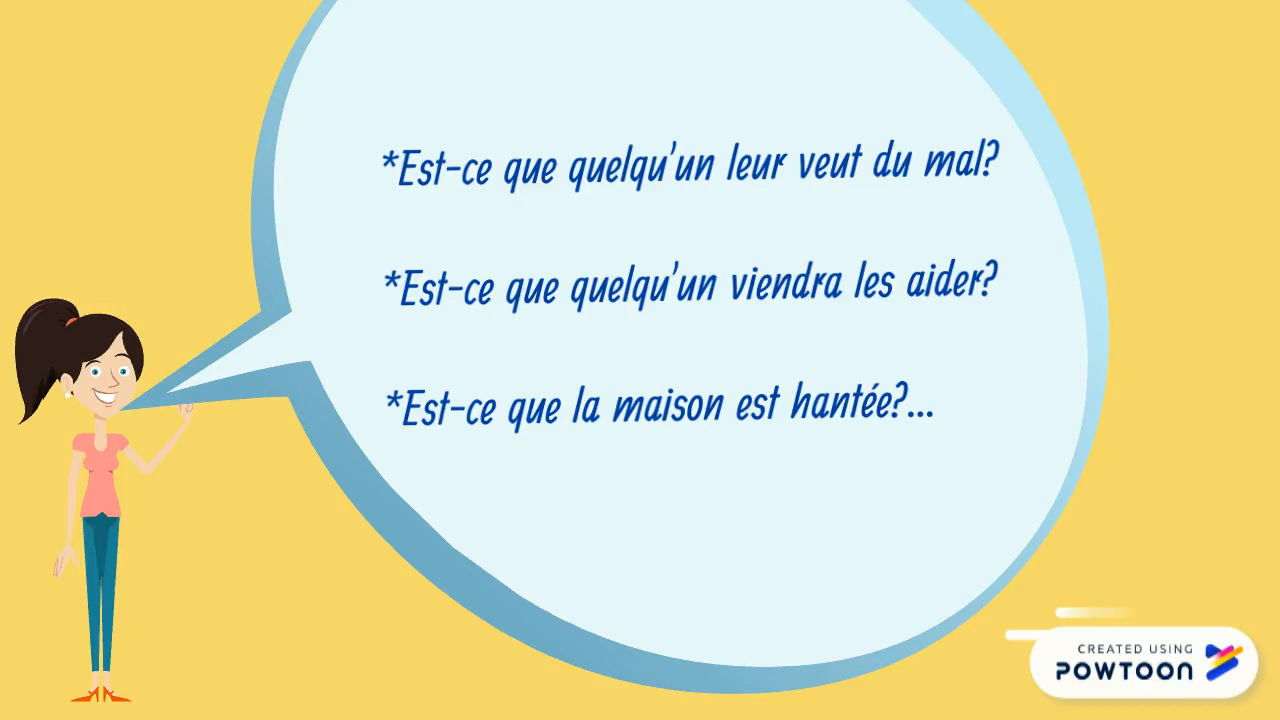 *Est-ce que quelqu'un leur veut du mal?
*Est-ce que quelqu'un viendra les aider?
*Est-ce que la maison est hantée?...
CREATED USING
POWTOON